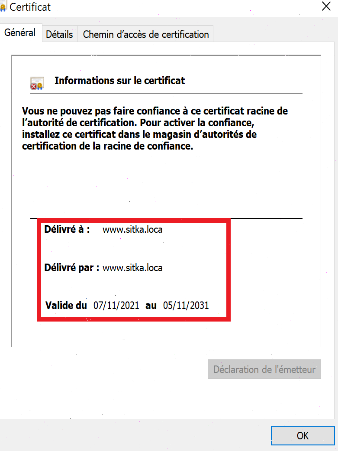 Certificat
Général Détails Chemin d'accès de certification
Informations sur le certificat
Vous ne pouvez pas faire confiance à ce certificat racine de
l'autorité de certification. Pour activer la confiance,
installez ce certificat dans le magasin d'autorités de
certification de la racine de confiance.
Délivré à : www.sitka.loca
Délivré par : www.sitka.loca
Valide du 07/11/2021 au 05/11/2031
Déclaration de l'émetteur
OK